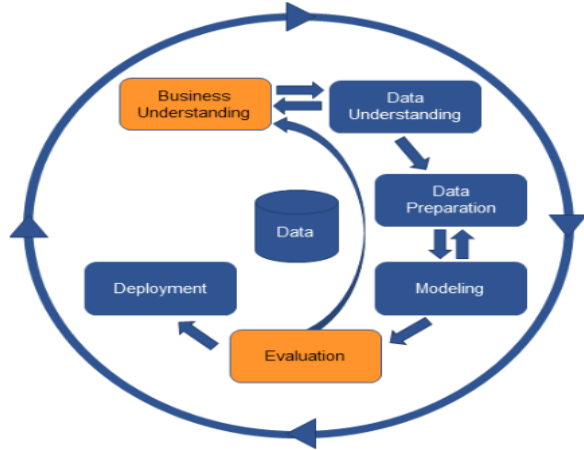 Business
Understanding
Data
Understanding
Data
Preparation
Data
Deployment
Modeling
Evaluation